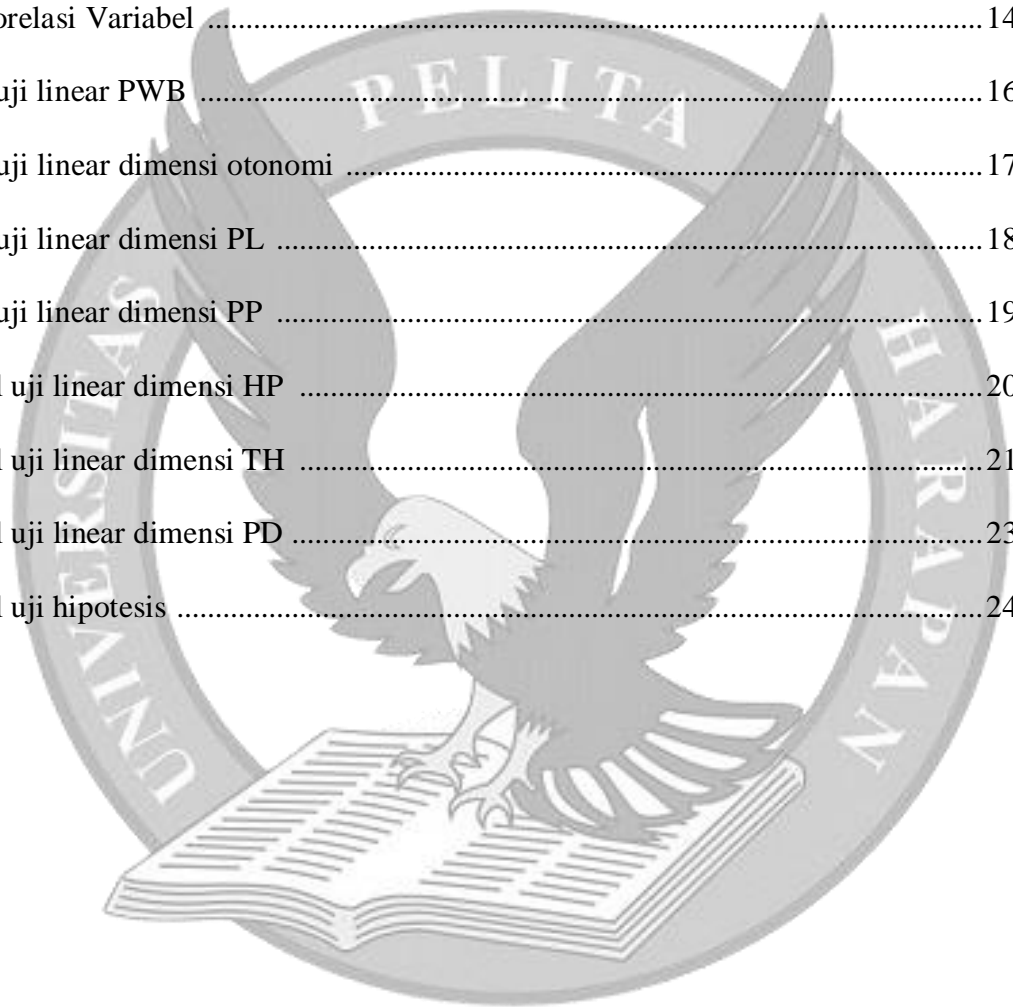 orelasi Variabel ........................................................................................................ 14
uji linear PWB ......................................................................................................... 16
uji linear dimensi otonomi ..................................................................................... 17
uji linear dimensi PL ............................................................................................... 18
uji linear dimensi PP ............................................................................................... 19
l uji linear dimensi HP ............................................................................................ 20
l uji linear dimensi TH ............................................................................................ 21
l uji linear dimensi PD ............................................................................................ 23
l uji hipotesis ............................................................................................................ 24
UNIVERSITAS PELITA HARAPAN